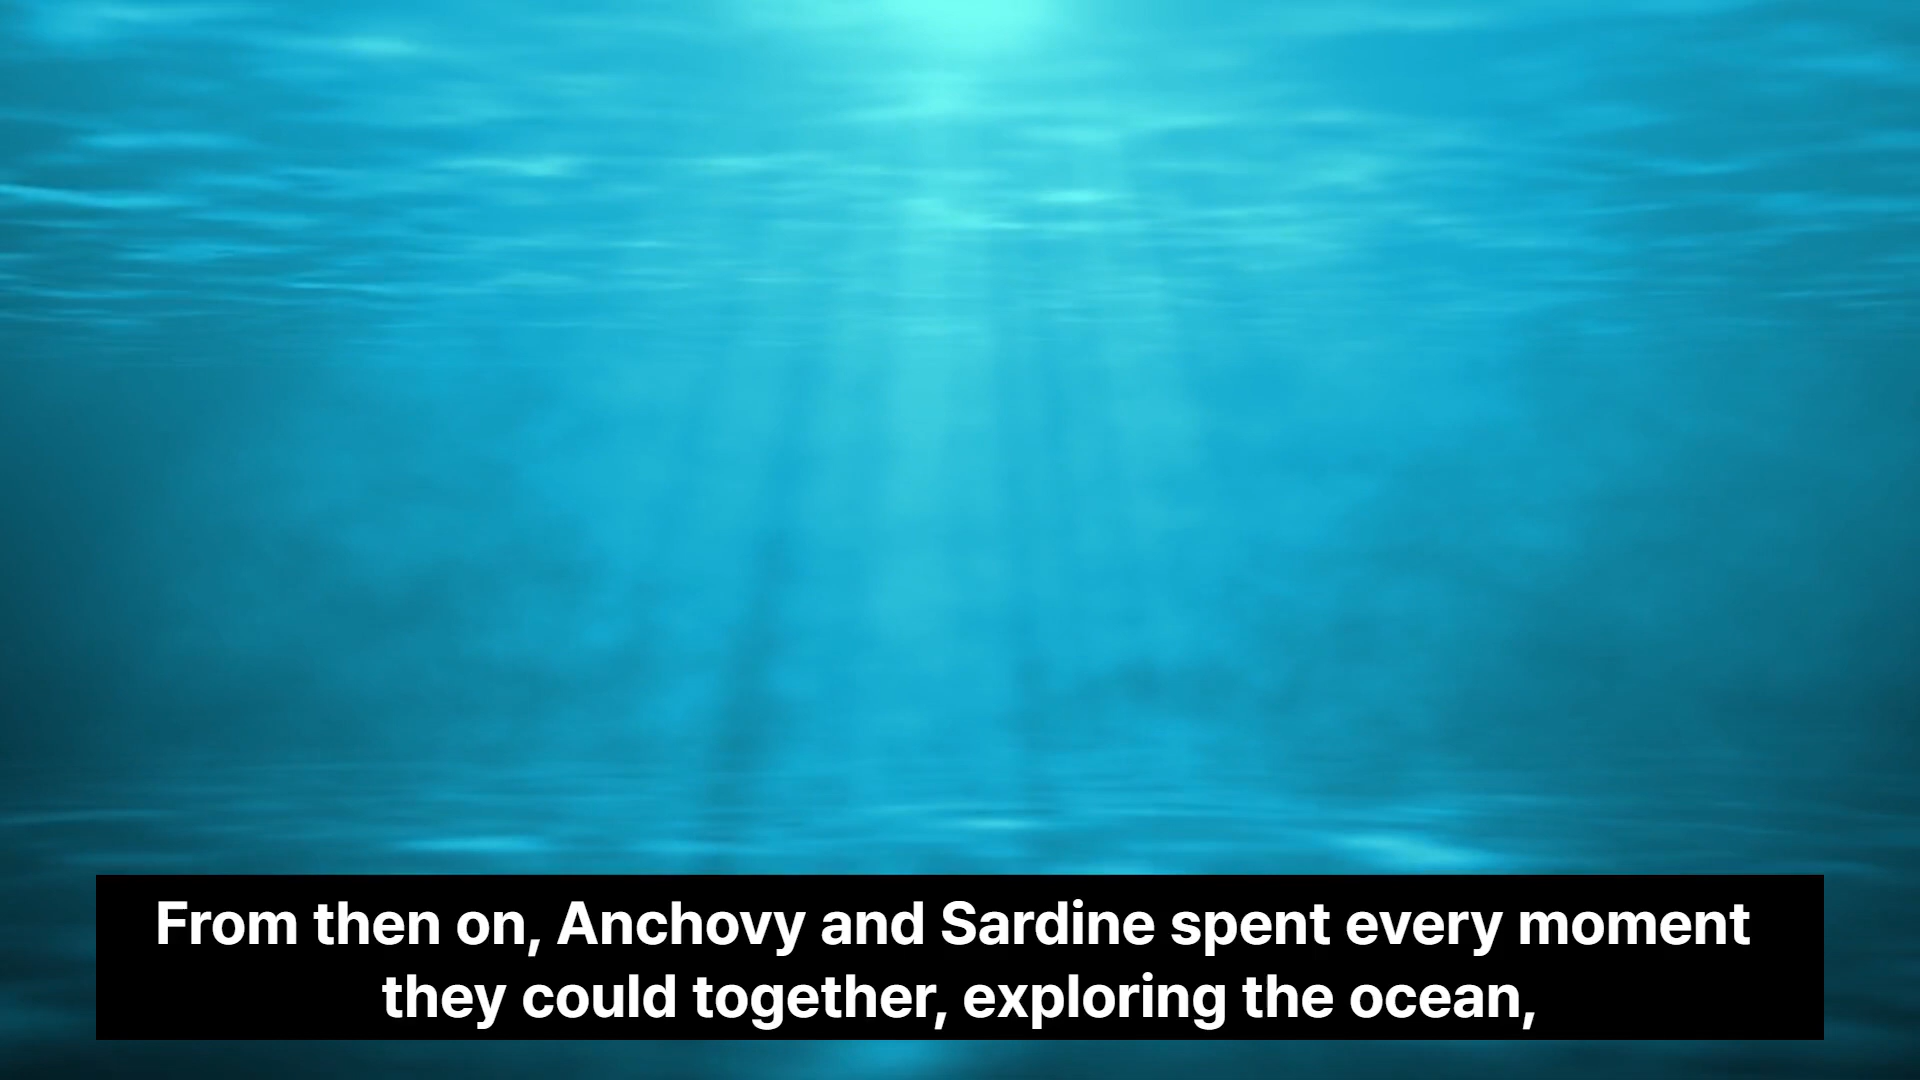 From then on, Anchovy and Sardine spent every moment
they could together, exploring the ocean,